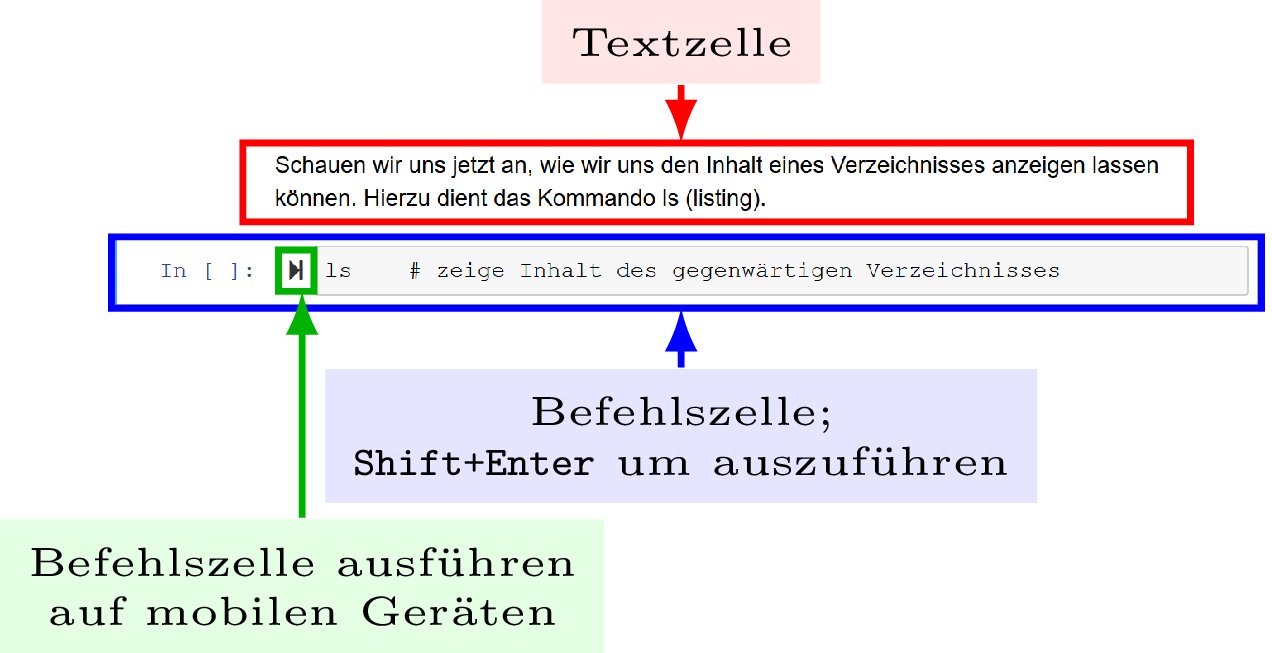 Textzelle
Schauen wir uns jetzt an, wie wir uns den Inhalt eines Verzeichnisses anzeigen lassen
können. Hierzu dient das Kommando ls (listing).
In [ ]: ls # zeige Inhalt des gegenwärtigen Verzeichnisses
Befehlszelle;
Shift+Enter um auszuführen
Befehlszelle ausführen
auf mobilen Geräten